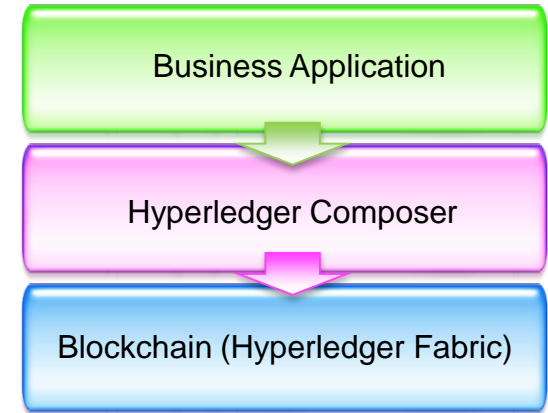 Business Application
Hyperledger Composer
Blockchain (Hyperledger Fabric)